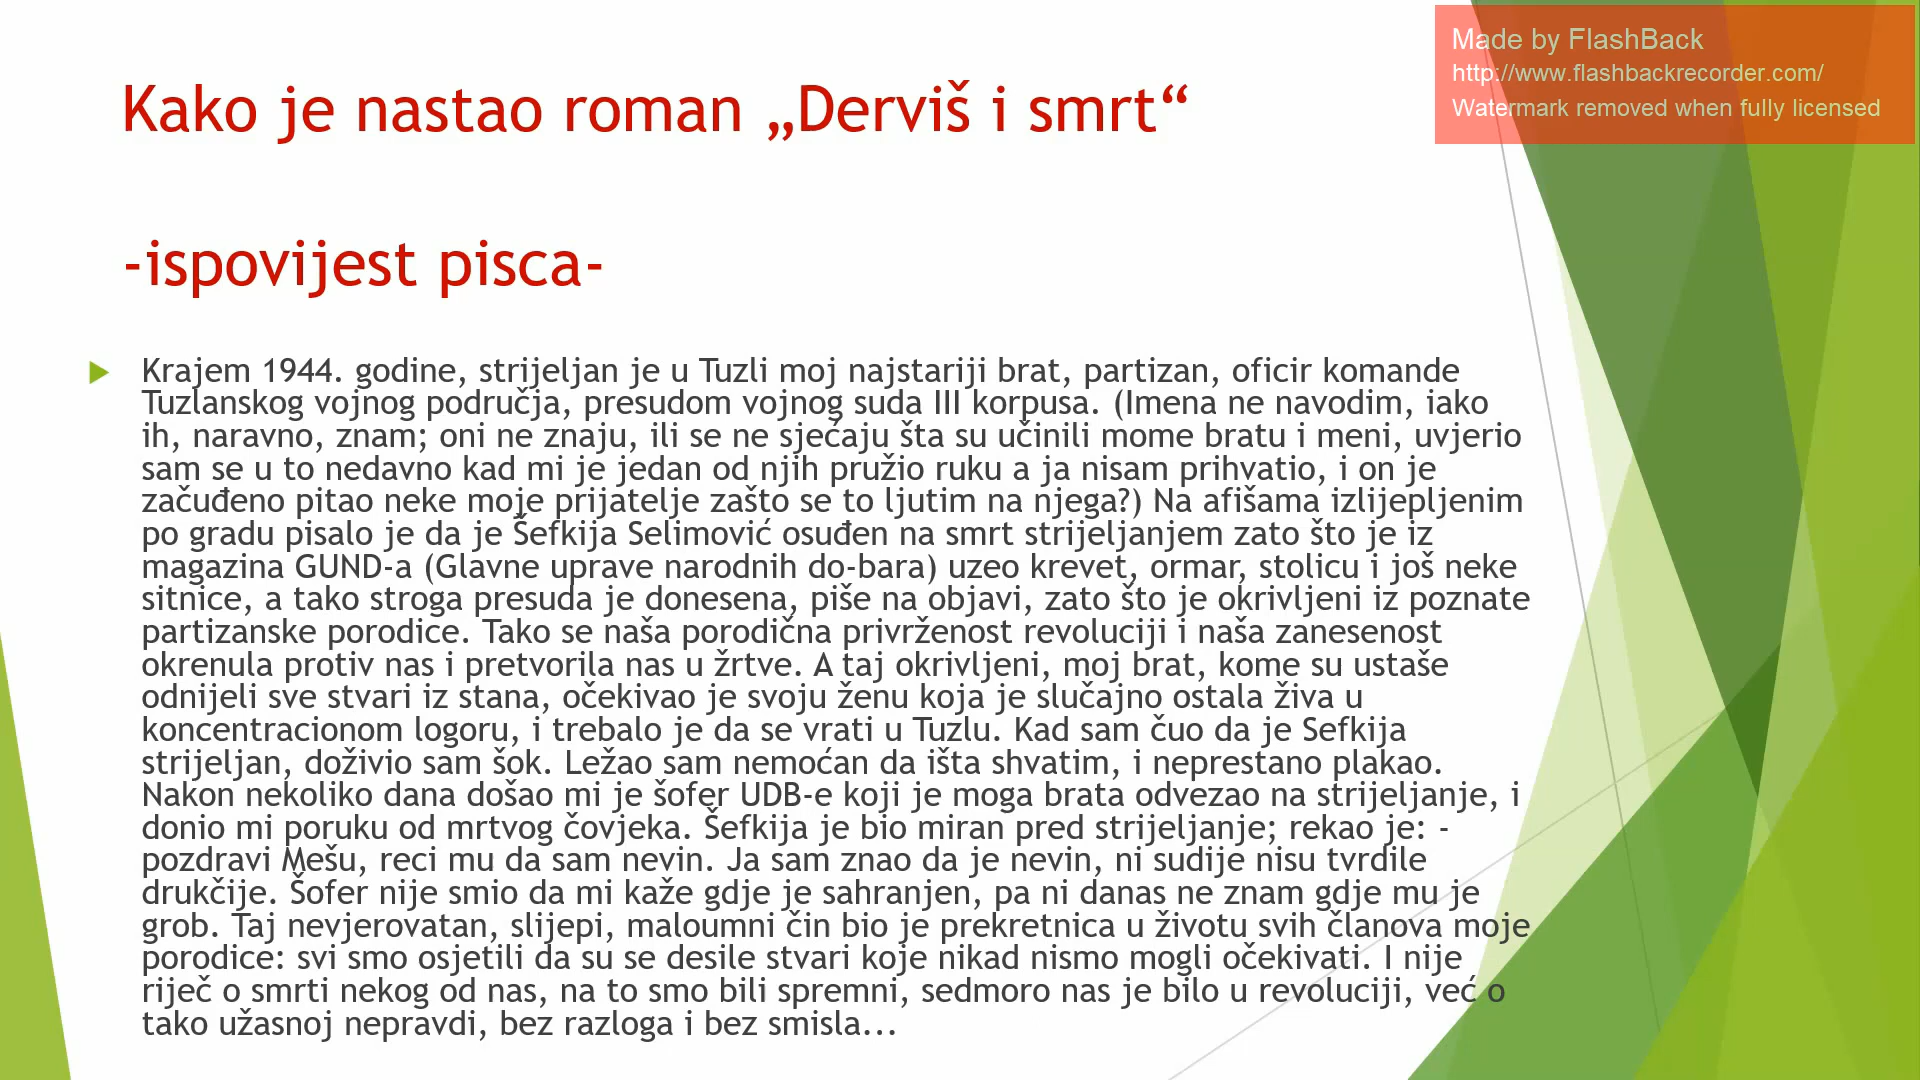 Made by FlashBack
http://www.flashbackrecorder.com/
Watermark removed when fully licensed
Kako je nastao roman „Derviš i smrt“
-ispovijest pisca-
Krajem 1944. godine, strijeljan je u Tuzli moj najstariji brat, partizan, oficir komande
Tuzlanskog vojnog područja, presudom vojnog suda III korpusa. (Imena ne navodim, iako
ih, naravno, znam; oni ne znaju, ili se ne sjećaju šta su učinili mome bratu i meni, uvjerio
sam se u to nedavno kad mi je jedan od njih pružio ruku a ja nisam prihvatio, i on je
začuđeno pitao neke moje prijatelje zašto se to ljutim na njega?) Na afišama izlijepljenim
po gradu pisalo je da je Šefkija Selimović osuđen na smrt strijeljanjem zato što je iz
magazina GUND-a (Glavne uprave narodnih do-bara) uzeo krevet, ormar, stolicu i još neke
sitnice, a tako stroga presuda je donesena, piše na objavi, zato što je okrivljeni iz poznate
partizanske porodice. Tako se naša porodična privrženost revoluciji i naša zanesenost
okrenula protiv nas i pretvorila nas u žrtve. A taj okrivljeni, moj brat, kome su ustaše
odnijeli sve stvari iz stana, očekivao je svoju ženu koja je slučajno ostala živa u
koncentracionom logoru, i trebalo je da se vrati u Tuzlu. Kad sam čuo da je Sefkija
strijeljan, doživio sam šok. Ležao sam nemoćan da išta shvatim, i neprestano plakao.
Nakon nekoliko dana došao mi je šofer UDB-e koji je moga brata odvezao na strijeljanje, i
donio mi poruku od mrtvog čovjeka. Šefkija je bio miran pred strijeljanje; rekao je: -
pozdravi Mešu, reci mu da sam nevin. Ja sam znao da je nevin, ni sudije nisu tvrdile
drukčije. Šofer nije smio da mi kaže gdje je sahranjen, pa ni danas ne znam gdje mu je
grob. Taj nevjerovatan, slijepi, maloumni čin bio je prekretnica u životu svih članova moje
porodice: svi smo osjetili da su se desile stvari koje nikad nismo mogli očekivati. I nije
riječ o smrti nekog od nas, na to smo bili spremni, sedmoro nas je bilo u revoluciji, već o
tako užasnoj nepravdi, bez razloga i bez smisla...